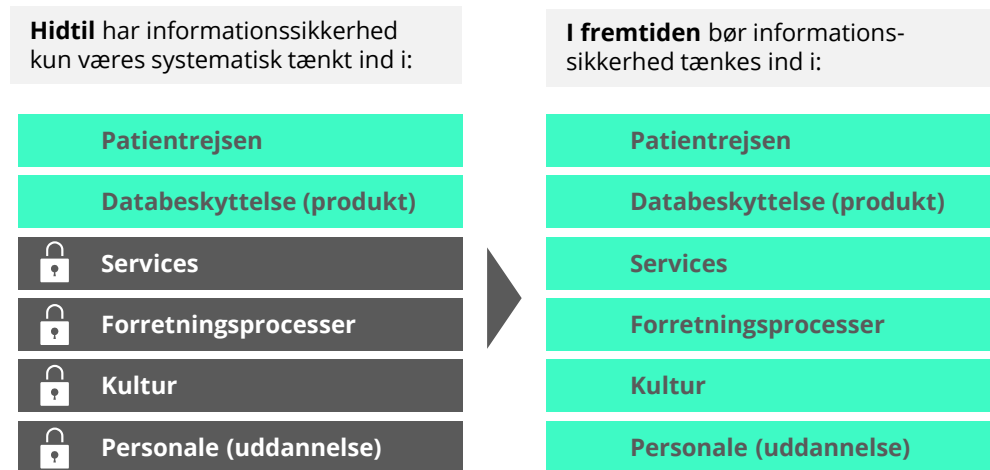 Hidtil har informationssikkerhed
kun væres systematisk tænkt ind i:
Patientrejsen
Databeskyttelse (produkt)
Services
Forretningsprocesser
Kultur
Personale (uddannelse)
I fremtiden bør informations-
sikkerhed tænkes ind i:
Patientrejsen
Databeskyttelse (produkt)
Services
Forretningsprocesser
Kultur
Personale (uddannelse)